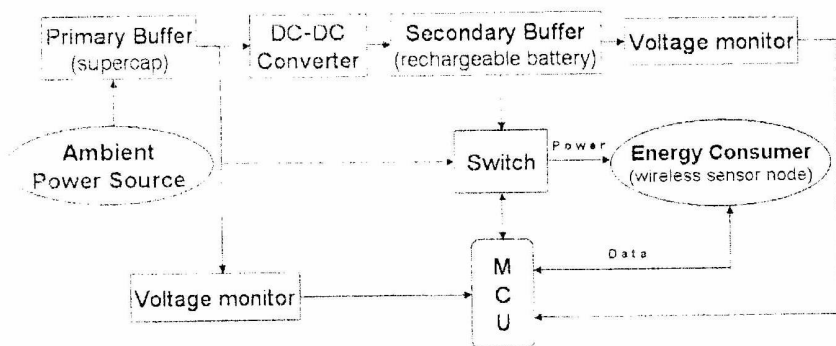 Primary Buffer
(supercap)
DC-DC
Converter
Secondary Buffer
(rechargeable battery)
Voltage monitor
Ambient
Power Source
Switch
Power
Energy Consumer
(wireless sensor node)
Voltage monitor
M
C
U
Data